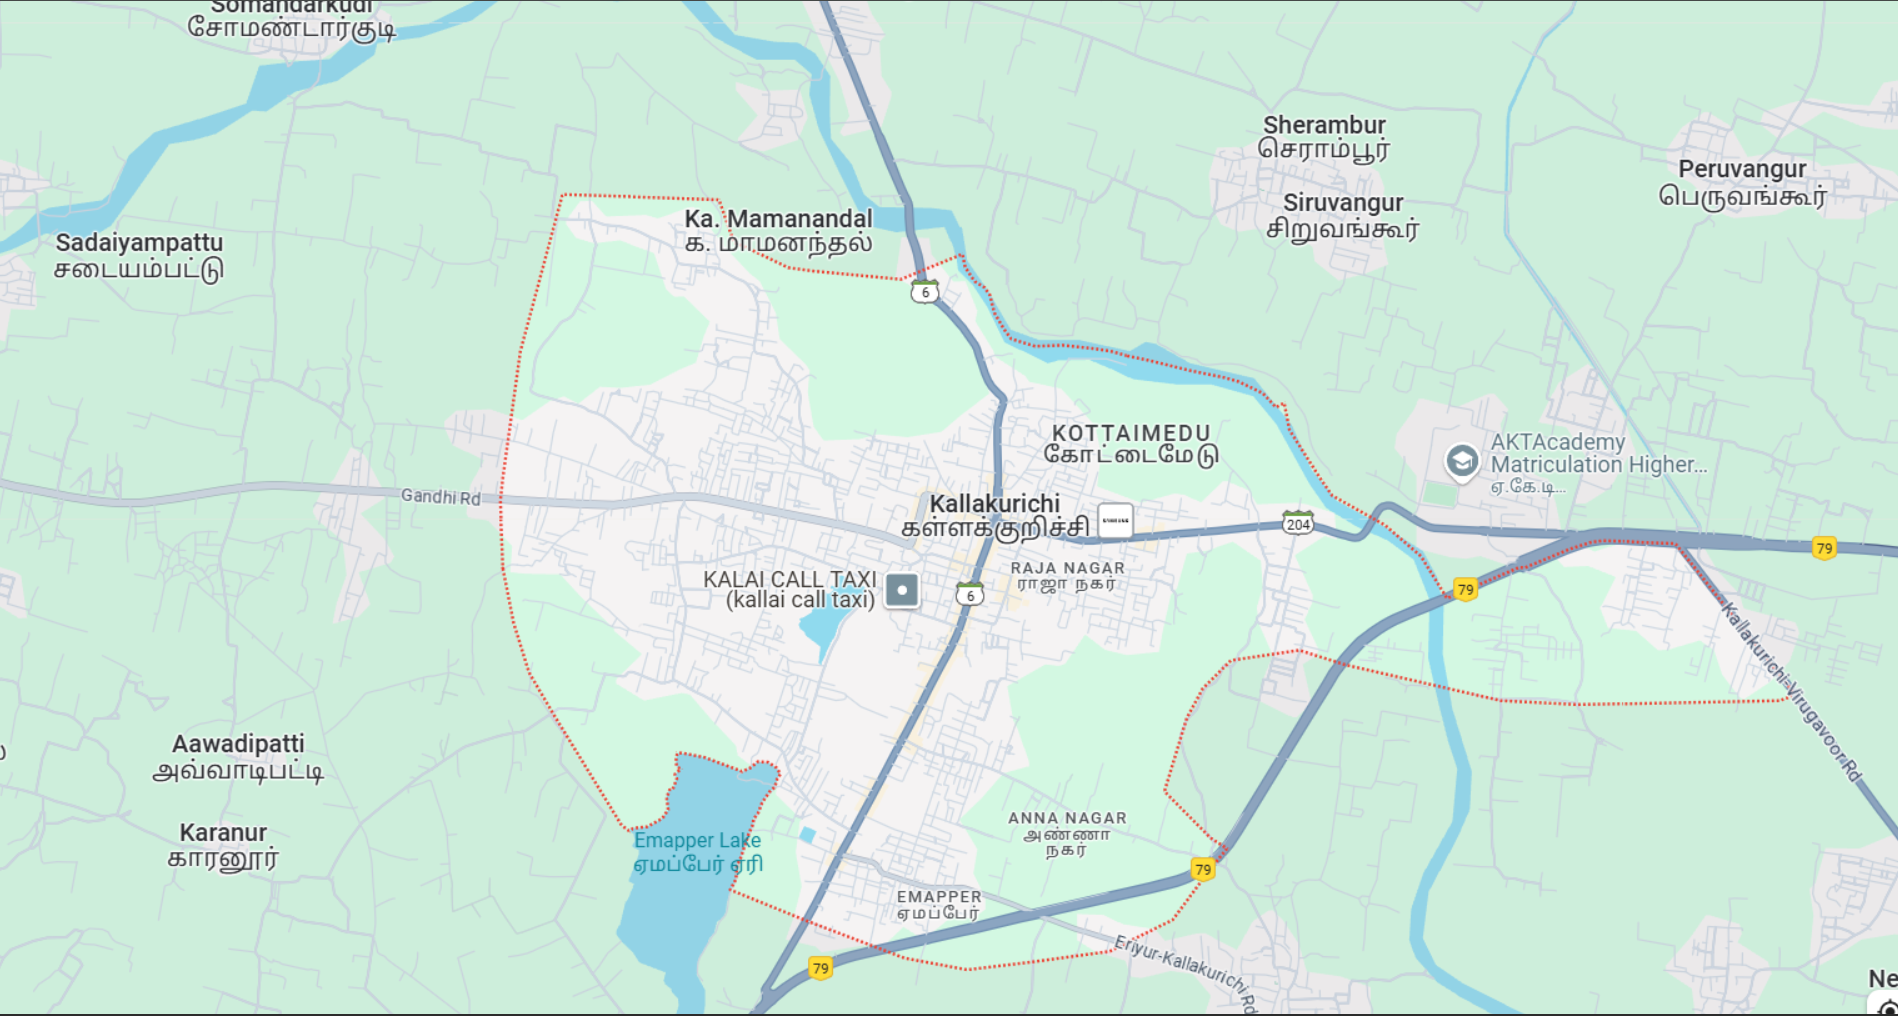 Somandarkudi
சோமண்டார்குடி
Sherambur
செராம்பூர்
Peruvangur
பெருவங்கூர்
Siruvangur
சிறுவங்கூர்
Ka. Mamanandal
க. மாமனந்தல்
Sadaiyampattu
சடையம்பட்டு
6
KOTTAIMEDU
கோட்டைமேடு
AKTAcademy
Matriculation Higher...
ஏ.கே.டி...
Gandhi Rd
Kallakurichi
கள்ளக்குறிச்சி
SAMSUNG
204
79
RAJA NAGAR
ராஜா நகர்
KALAI CALL TAXI
(kallai call taxi)
6
79
Kallakurichi-Virugavoor Rd
Aawadipatti
அவ்வாடிபட்டி
Karanur
காரனூர்
Emapper Lake
ஏமப்பேர் ஏரி
ANNA NAGAR
அண்ணா
நகர்
79
EMAPPER
ஏமப்பேர்
Eriyur-Kallakurichi Rd
79
Ne